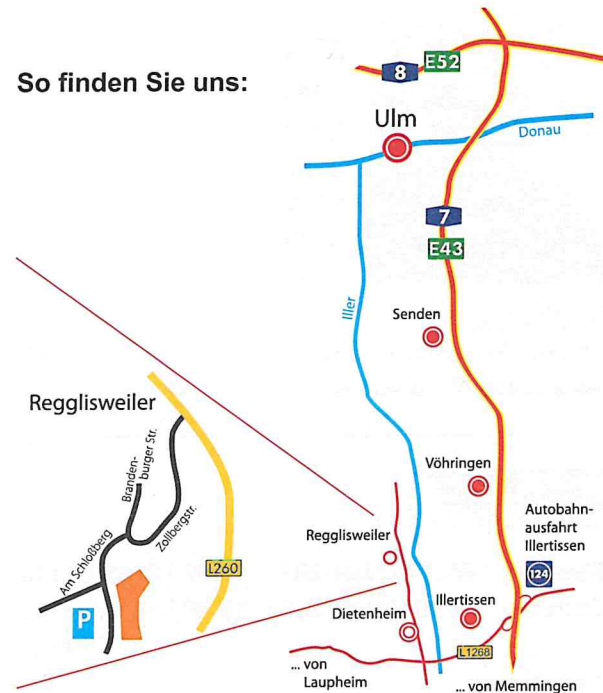 So finden Sie uns:
8
E52
Ulm
Donau
7
E43
Iller
Senden
Regglisweiler
Branden-
burger Str.
Zollbergstr.
Am Schloßberg
L260
P
Vöhringen
Autobahn-
ausfahrt
Illertissen
124
Regglisweiler
Dietenheim
Illertissen
L1268
... von
Laupheim
... von Memmingen